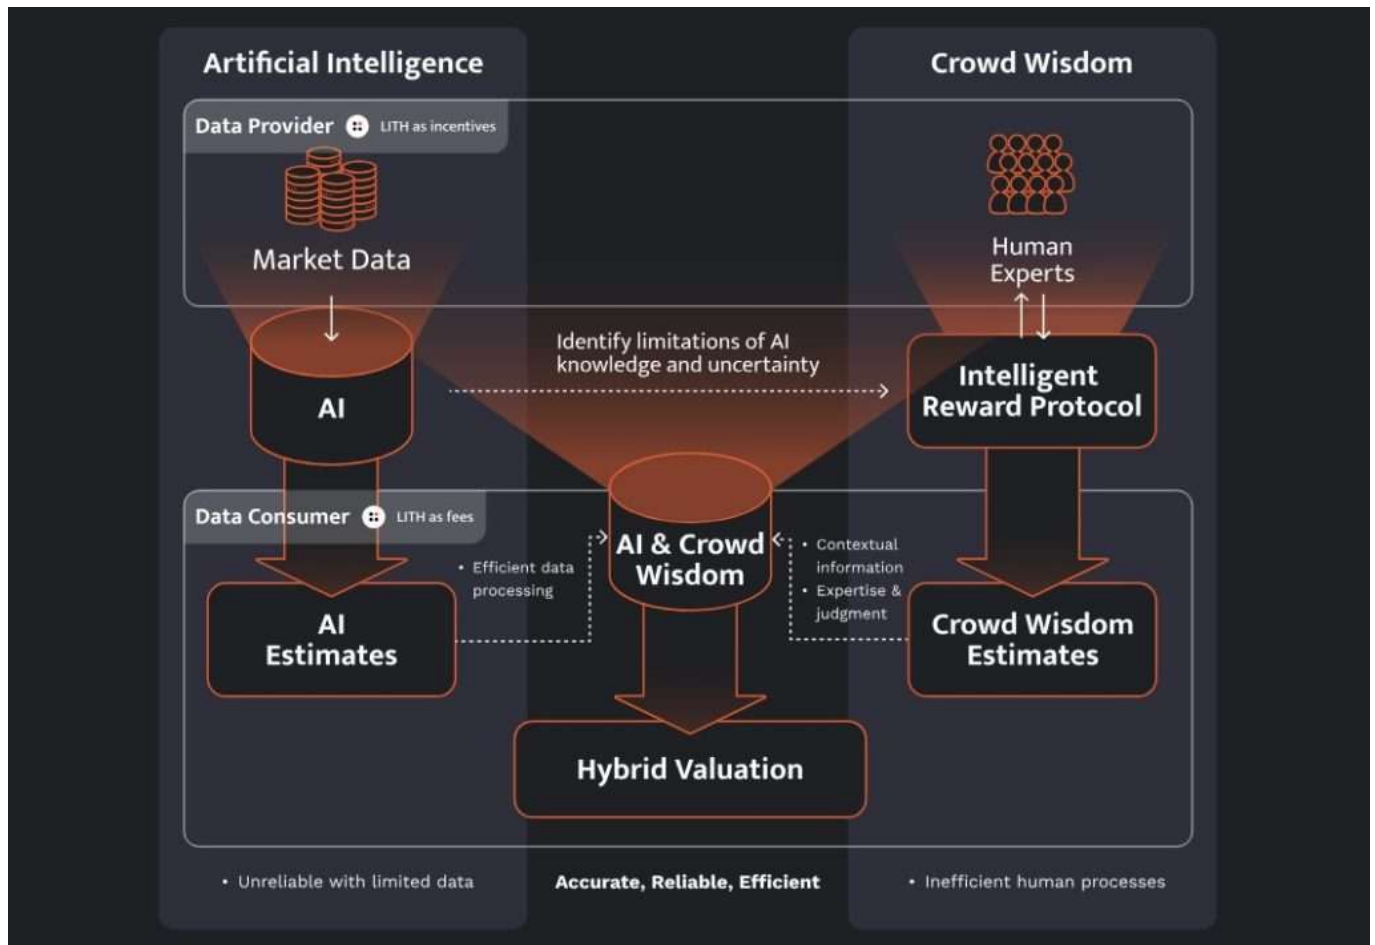 Artificial Intelligence
Crowd Wisdom
Data Provider LITH as incentives
Market Data
Human
Experts
Identify limitations of AI
knowledge and uncertainty
AI
Intelligent
Reward Protocol
Data Consumer LITH as fees
• Efficient data
processing
AI & Crowd
Wisdom
• Contextual
information
• Expertise &
judgment
AI
Estimates
Crowd Wisdom
Estimates
Hybrid Valuation
• Unreliable with limited data
Accurate, Reliable, Efficient
• Inefficient human processes